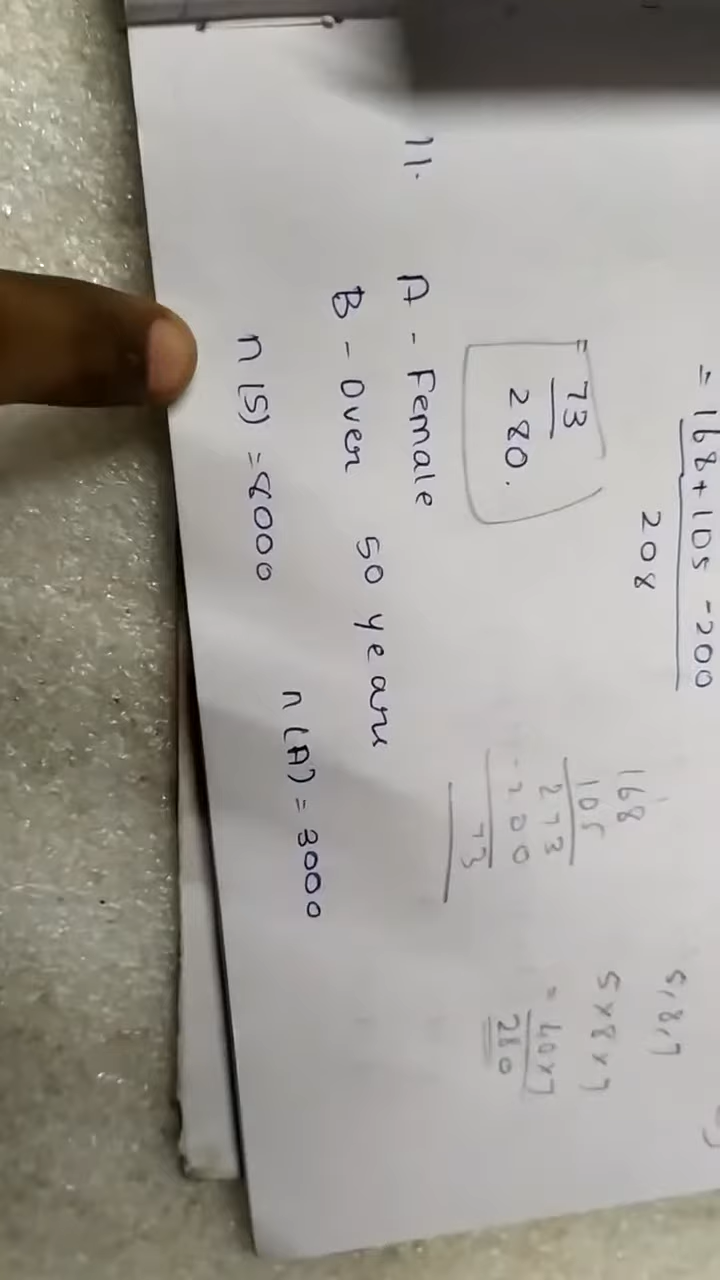 = 168 + 105 - 200
208
= 73
280.
168
105
273
- 200
73
5, 8, 7
5 x 8 x 7
= 40 x 7
280
11.
A - Female
B - Over 50 years
n(S) = 8000
n(A) = 3000